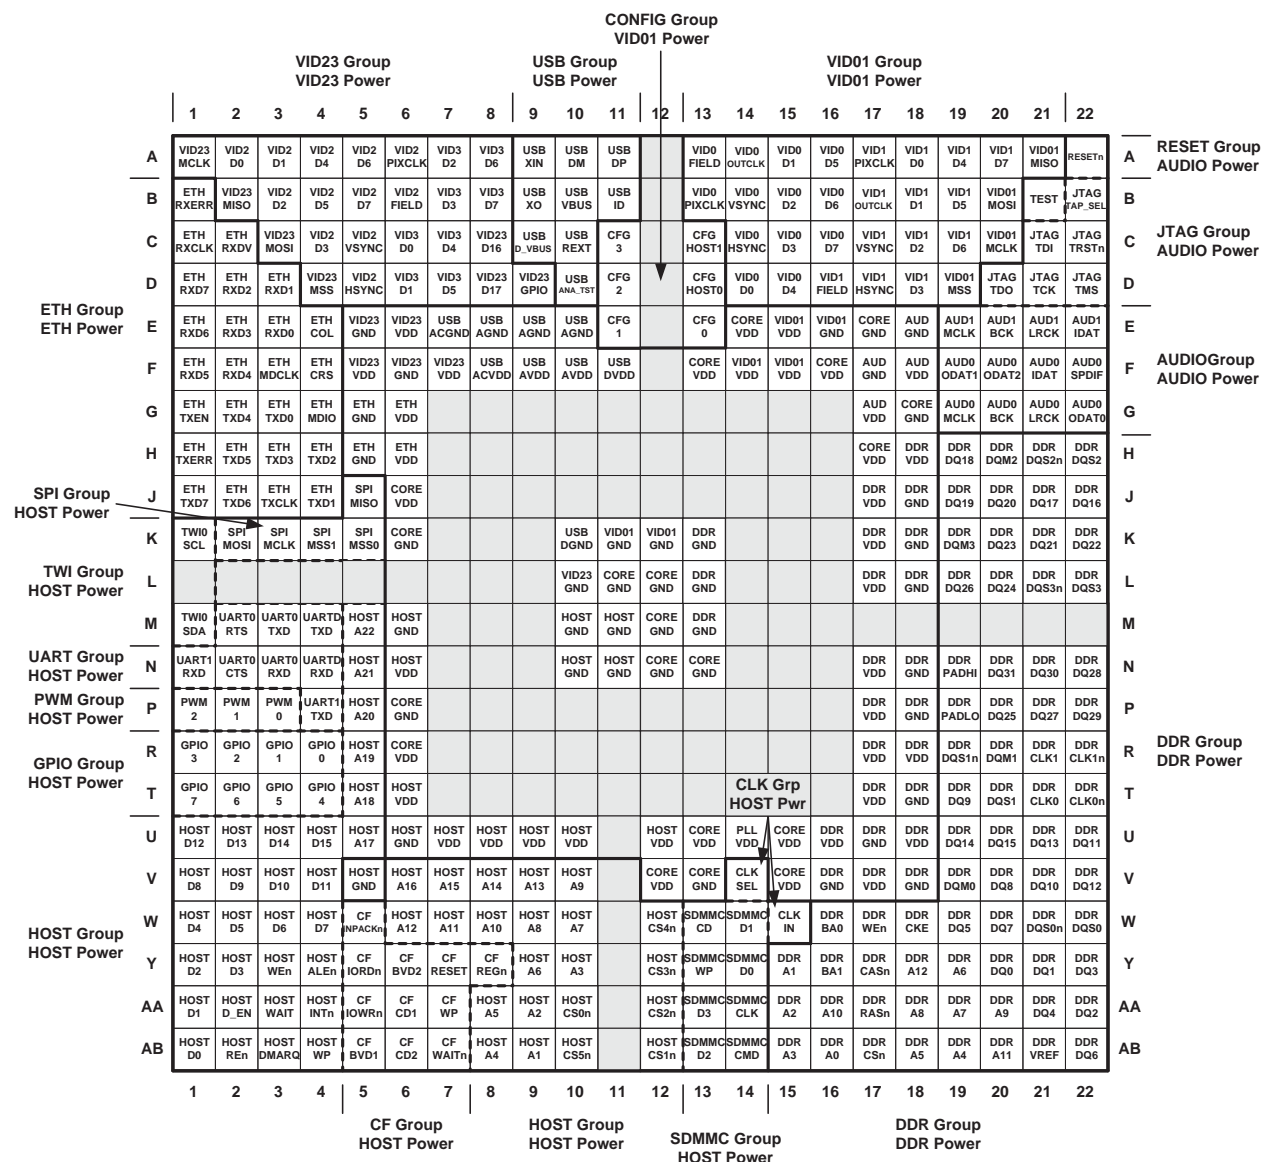 CONFIG Group
VID01 Power
VID23 Group
VID23 Power
USB Group
USB Power
VID01 Group
VID01 Power
1 2 3 4 5 6 7 8 9 10 11 12 13 14 15 16 17 18 19 20 21 22
A VID23 VID2 VID2 VID2 VID2 VID2 VID3 VID3 USB USB USB VID0 VID0 VID0 VID0 VID1 VID1 VID1 VID1 VID01 RESETn A
MCLK D0 D1 D4 D6 PIXCLK D2 D6 XIN DM DP FIELD OUTCLK D1 D5 PIXCLK D0 D4 D7 MISO
RESET Group
AUDIO Power
B ETH VID23 VID2 VID2 VID2 VID2 VID3 VID3 USB USB USB VID0 VID0 VID0 VID0 VID1 VID1 VID1 VID01 TEST JTAG B
RXERR MISO D2 D5 D7 FIELD D3 D7 XO VBUS ID PIXCLK VSYNC D2 D6 OUTCLK D1 D5 MOSI TAP_SEL
C ETH ETH VID23 VID2 VID2 VID3 VID3 VID23 USB USB CFG CFG VID0 VID0 VID0 VID1 VID1 VID1 VID01 JTAG JTAG C
RXCLK RXDV MOSI D3 VSYNC D0 D4 D16 D_VBUS REXT 3 HOST1 HSYNC D3 D7 VSYNC D2 D6 MCLK TDI TRSTn
JTAG Group
AUDIO Power
D ETH ETH ETH VID23 VID2 VID3 VID3 VID23 VID23 USB CFG CFG VID0 VID0 VID1 VID1 VID1 VID01 JTAG JTAG JTAG D
RXD7 RXD2 RXD1 MSS HSYNC D1 D5 D17 GPIO ANA_TST 2 HOST0 D0 D4 FIELD HSYNC D3 MSS TDO TCK TMS
ETH Group
ETH Power
E ETH ETH ETH ETH VID23 VID23 USB USB USB USB CFG CFG CORE VID01 VID01 CORE AUD AUD1 AUD1 AUD1 AUD1 E
RXD6 RXD3 RXD0 COL GND VDD ACGND AGND AGND AGND 1 0 VDD VDD GND GND GND MCLK BCK LRCK IDAT
F ETH ETH ETH ETH VID23 VID23 VID23 USB USB USB USB CORE VID01 VID01 CORE AUD AUD AUD0 AUD0 AUD0 AUD0 F
RXD5 RXD4 MDCLK CRS VDD GND VDD ACVDD AVDD AVDD DVDD VDD VDD VDD VDD GND VDD ODAT1 ODAT2 IDAT SPDIF
AUDIOGroup
AUDIO Power
G ETH ETH ETH ETH ETH ETH AUD CORE AUD0 AUD0 AUD0 AUD0 G
TXEN TXD4 TXD0 MDIO GND VDD VDD GND MCLK BCK LRCK ODAT0
H ETH ETH ETH ETH ETH ETH CORE DDR DDR DDR DDR DDR H
TXERR TXD5 TXD3 TXD2 GND VDD VDD VDD DQ18 DQM2 DQS2n DQS2
SPI Group
HOST Power
J ETH ETH ETH ETH SPI CORE DDR DDR DDR DDR DDR DDR J
TXD7 TXD6 TXCLK TXD1 MISO VDD VDD GND DQ19 DQ20 DQ17 DQ16
K TWI0 SPI SPI SPI SPI CORE USB VID01 VID01 DDR DDR DDR DDR DDR DDR DDR K
SCL MOSI MCLK MSS1 MSS0 GND DGND GND GND GND VDD GND DQM3 DQ23 DQ21 DQ22
TWI Group
HOST Power
L VID23 CORE CORE DDR DDR DDR DDR DDR DDR DDR L
GND GND GND GND VDD GND DQ26 DQ24 DQS3n DQS3
M TWI0 UART0 UART0 UARTD HOST HOST HOST HOST CORE DDR M
SDA RTS TXD TXD A22 GND GND GND GND GND
UART Group
HOST Power
N UART1 UART0 UART0 UARTD HOST HOST HOST HOST CORE CORE DDR DDR DDR DDR DDR DDR N
RXD CTS RXD RXD A21 VDD GND GND GND GND VDD GND PADHI DQ31 DQ30 DQ28
PWM Group
HOST Power
P PWM PWM PWM UART1 HOST CORE DDR DDR DDR DDR DDR DDR P
2 1 0 TXD A20 GND VDD GND PADLO DQ25 DQ27 DQ29
GPIO Group
HOST Power
R GPIO GPIO GPIO GPIO HOST CORE DDR DDR DDR DDR DDR DDR R
3 2 1 0 A19 VDD VDD VDD DQS1n DQM1 CLK1 CLK1n
DDR Group
DDR Power
CLK Grp
HOST Pwr
T GPIO GPIO GPIO GPIO HOST HOST DDR DDR DDR DDR DDR DDR T
7 6 5 4 A18 VDD VDD GND DQ9 DQS1 CLK0 CLK0n
U HOST HOST HOST HOST HOST HOST HOST HOST HOST HOST HOST CORE PLL CORE DDR DDR DDR DDR DDR DDR DDR U
D12 D13 D14 D15 A17 GND VDD VDD VDD VDD VDD VDD VDD VDD GND VDD GND DQ14 DQ15 DQ13 DQ11
V HOST HOST HOST HOST HOST HOST HOST HOST HOST HOST CORE CORE CLK CORE DDR DDR DDR DDR DDR DDR DDR V
D8 D9 D10 D11 GND A16 A15 A14 A13 A9 VDD GND SEL VDD GND VDD GND DQM0 DQ8 DQ10 DQ12
HOST Group
HOST Power
W HOST HOST HOST HOST CF HOST HOST HOST HOST HOST HOST SDMMC SDMMC CLK DDR DDR DDR DDR DDR DDR DDR W
D4 D5 D6 D7 INPACKn A12 A11 A10 A8 A7 CS4n CD D1 IN BA0 WEn CKE DQ5 DQ7 DQS0n DQS0
Y HOST HOST HOST HOST CF CF CF CF HOST HOST HOST SDMMC SDMMC DDR DDR DDR DDR DDR DDR DDR DDR Y
D2 D3 WEn ALEn IORDn BVD2 RESET REGn A6 A3 CS3n WP D0 A1 BA1 CASn A12 A6 DQ0 DQ1 DQ3
AA HOST HOST HOST HOST CF CF CF HOST HOST HOST HOST SDMMC SDMMC DDR DDR DDR DDR DDR DDR DDR DDR AA
D1 D_EN WAIT INTn IOWRn CD1 WP A5 A2 CS0n CS2n D3 CLK A2 A10 RASn A8 A7 A9 DQ4 DQ2
AB HOST HOST HOST HOST CF CF CF HOST HOST HOST HOST SDMMC SDMMC DDR DDR DDR DDR DDR DDR DDR DDR AB
D0 REn DMARQ WP BVD1 CD2 WAITn A4 A1 CS5n CS1n D2 CMD A3 A0 CSn A5 A4 A11 VREF DQ6
1 2 3 4 5 6 7 8 9 10 11 12 13 14 15 16 17 18 19 20 21 22
CF Group
HOST Power
HOST Group
HOST Power
SDMMC Group
HOST Power
DDR Group
DDR Power